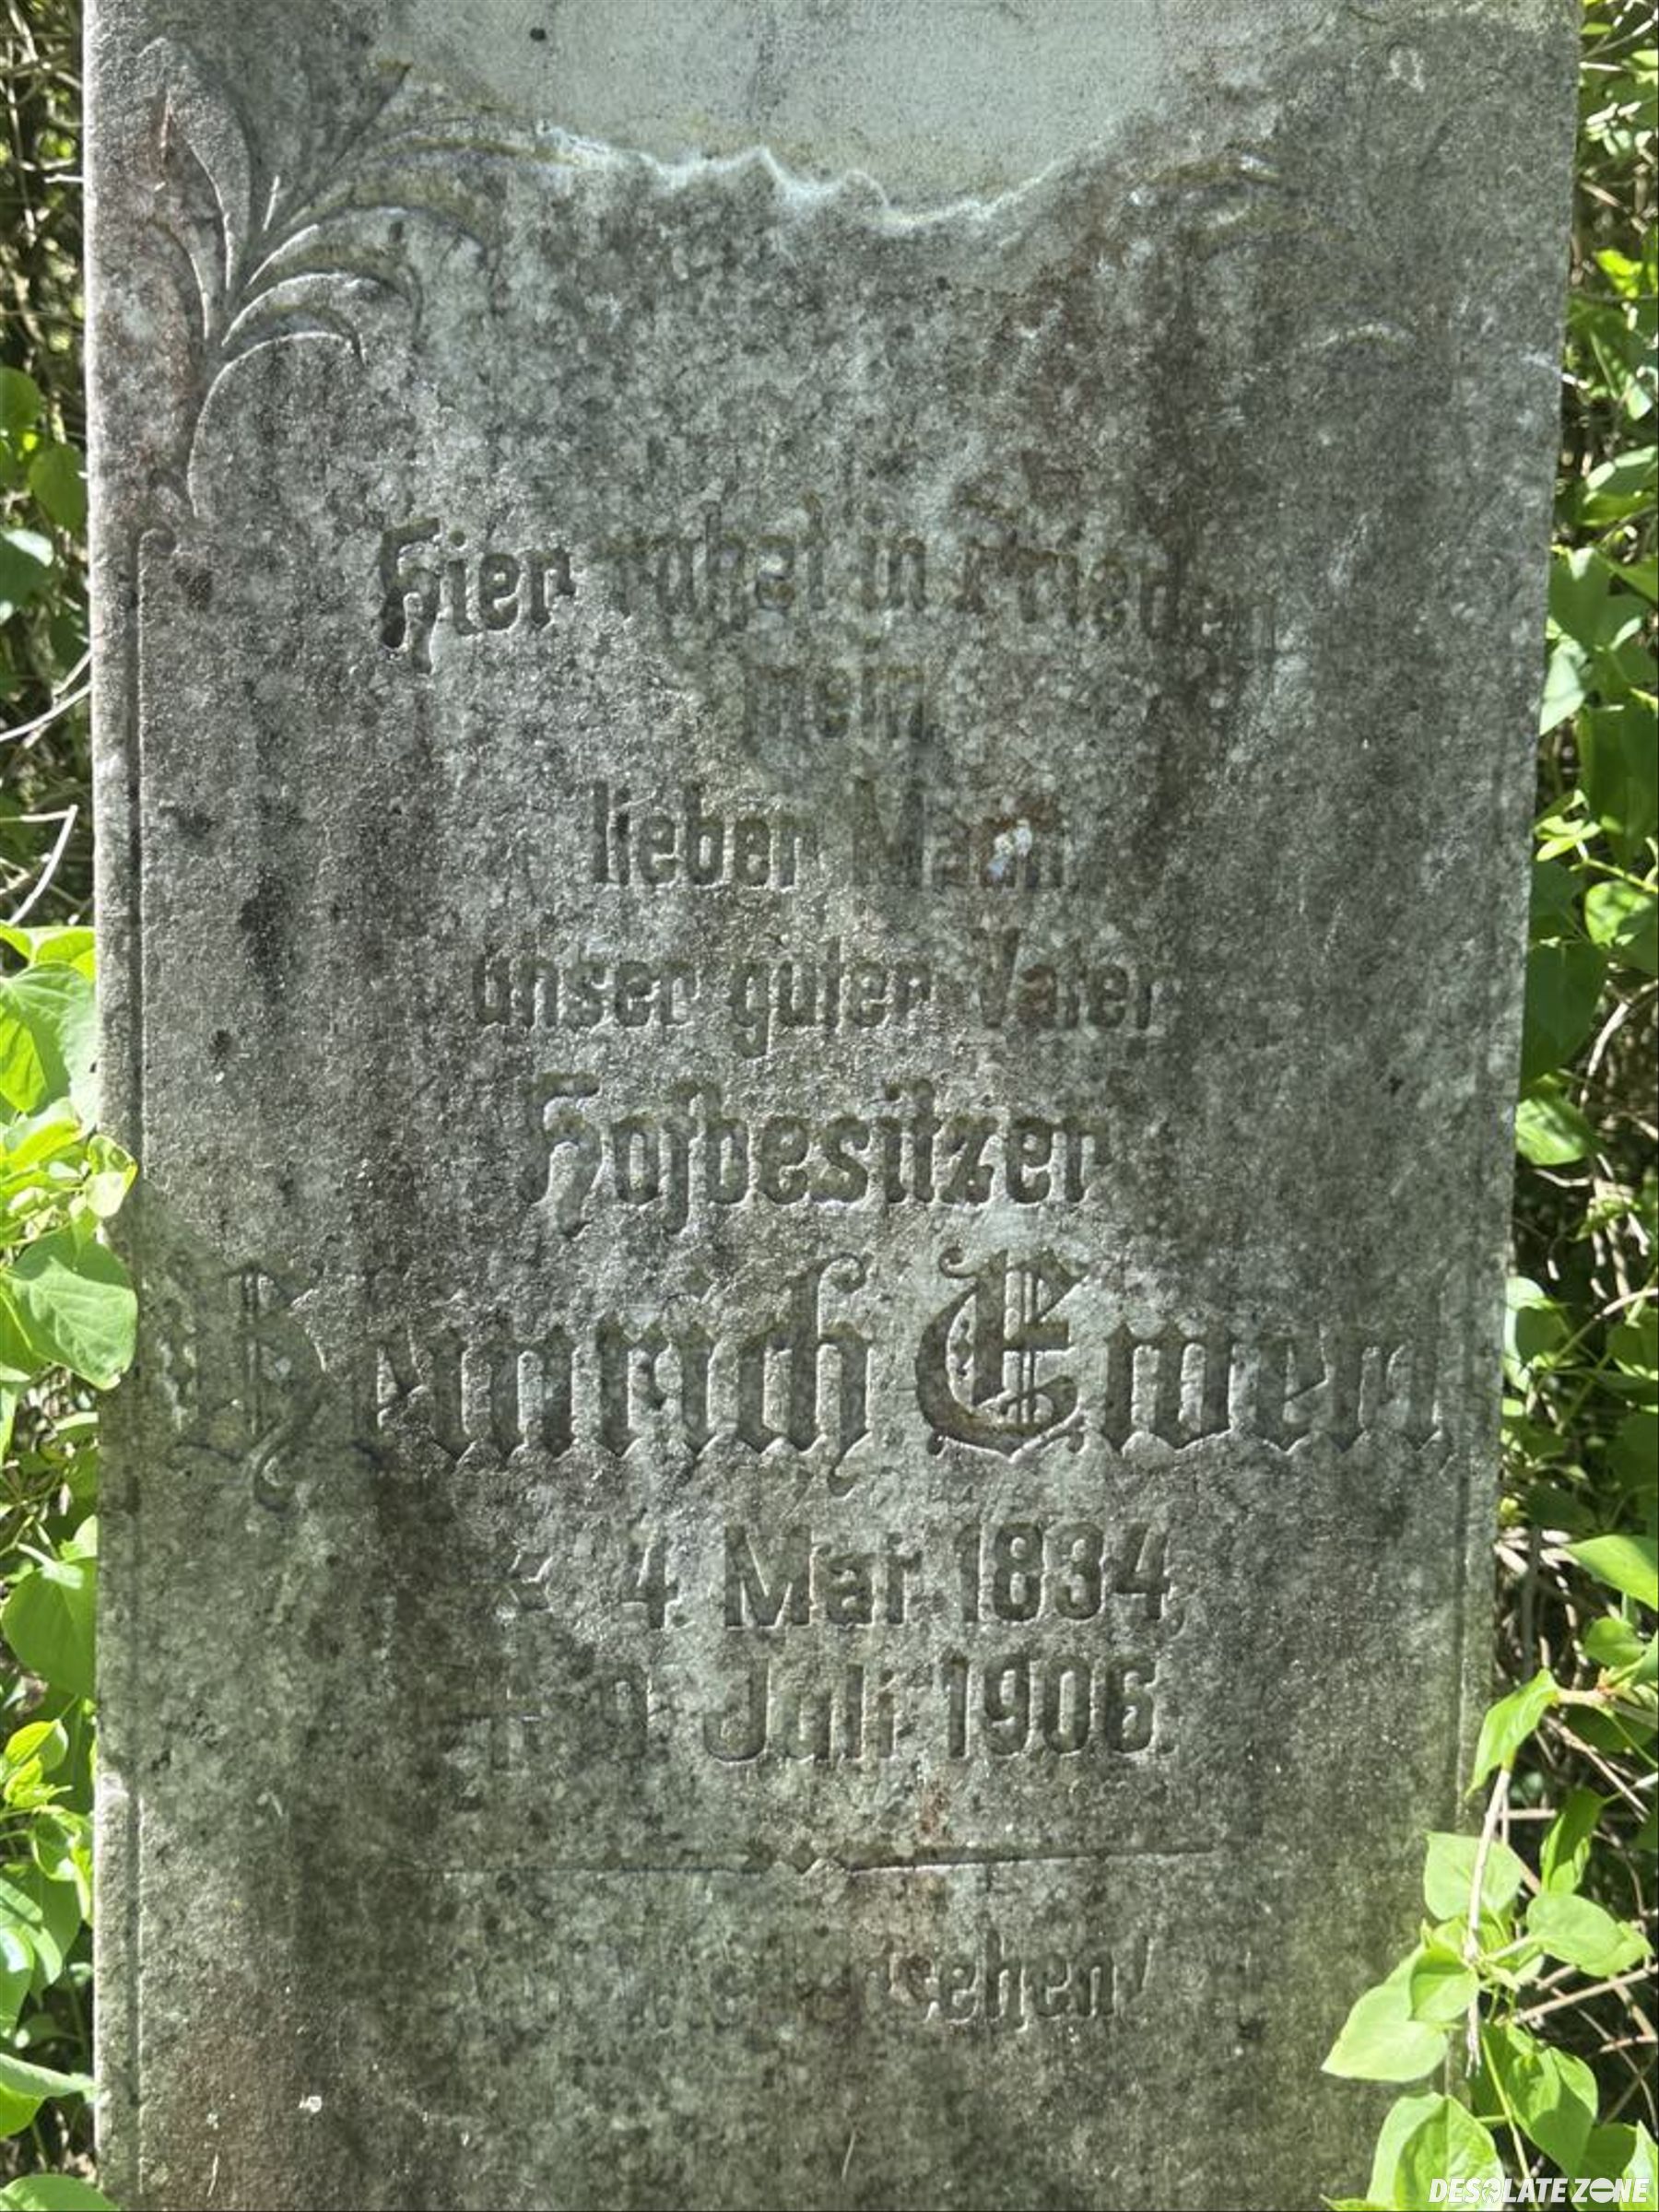 Hier ruhet in Frieden
mein
lieber Mann,
unser guter Vater
Hofbesitzer
Heinrich Ewert
* 4. Mai 1834,
Juli 1906.
DESOLATE ZONE